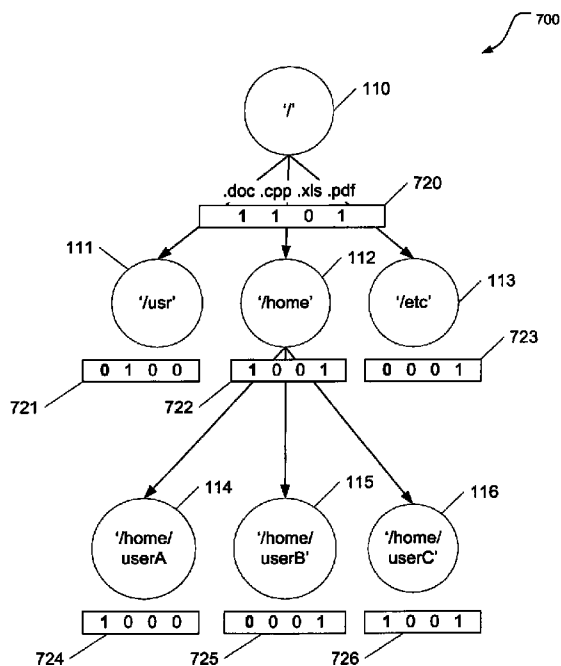 700
110
'/'
.doc .cpp .xls .pdf
720
1 1 0 1
111
112
113
'/usr'
'/home'
'/etc'
723
0 1 0 0
1 0 0 1
0 0 0 1
721
722
114
115
116
'/home/
userA'
'/home/
userB'
'/home/
userC'
1 0 0 0
0 0 0 1
1 0 0 1
724
725
726